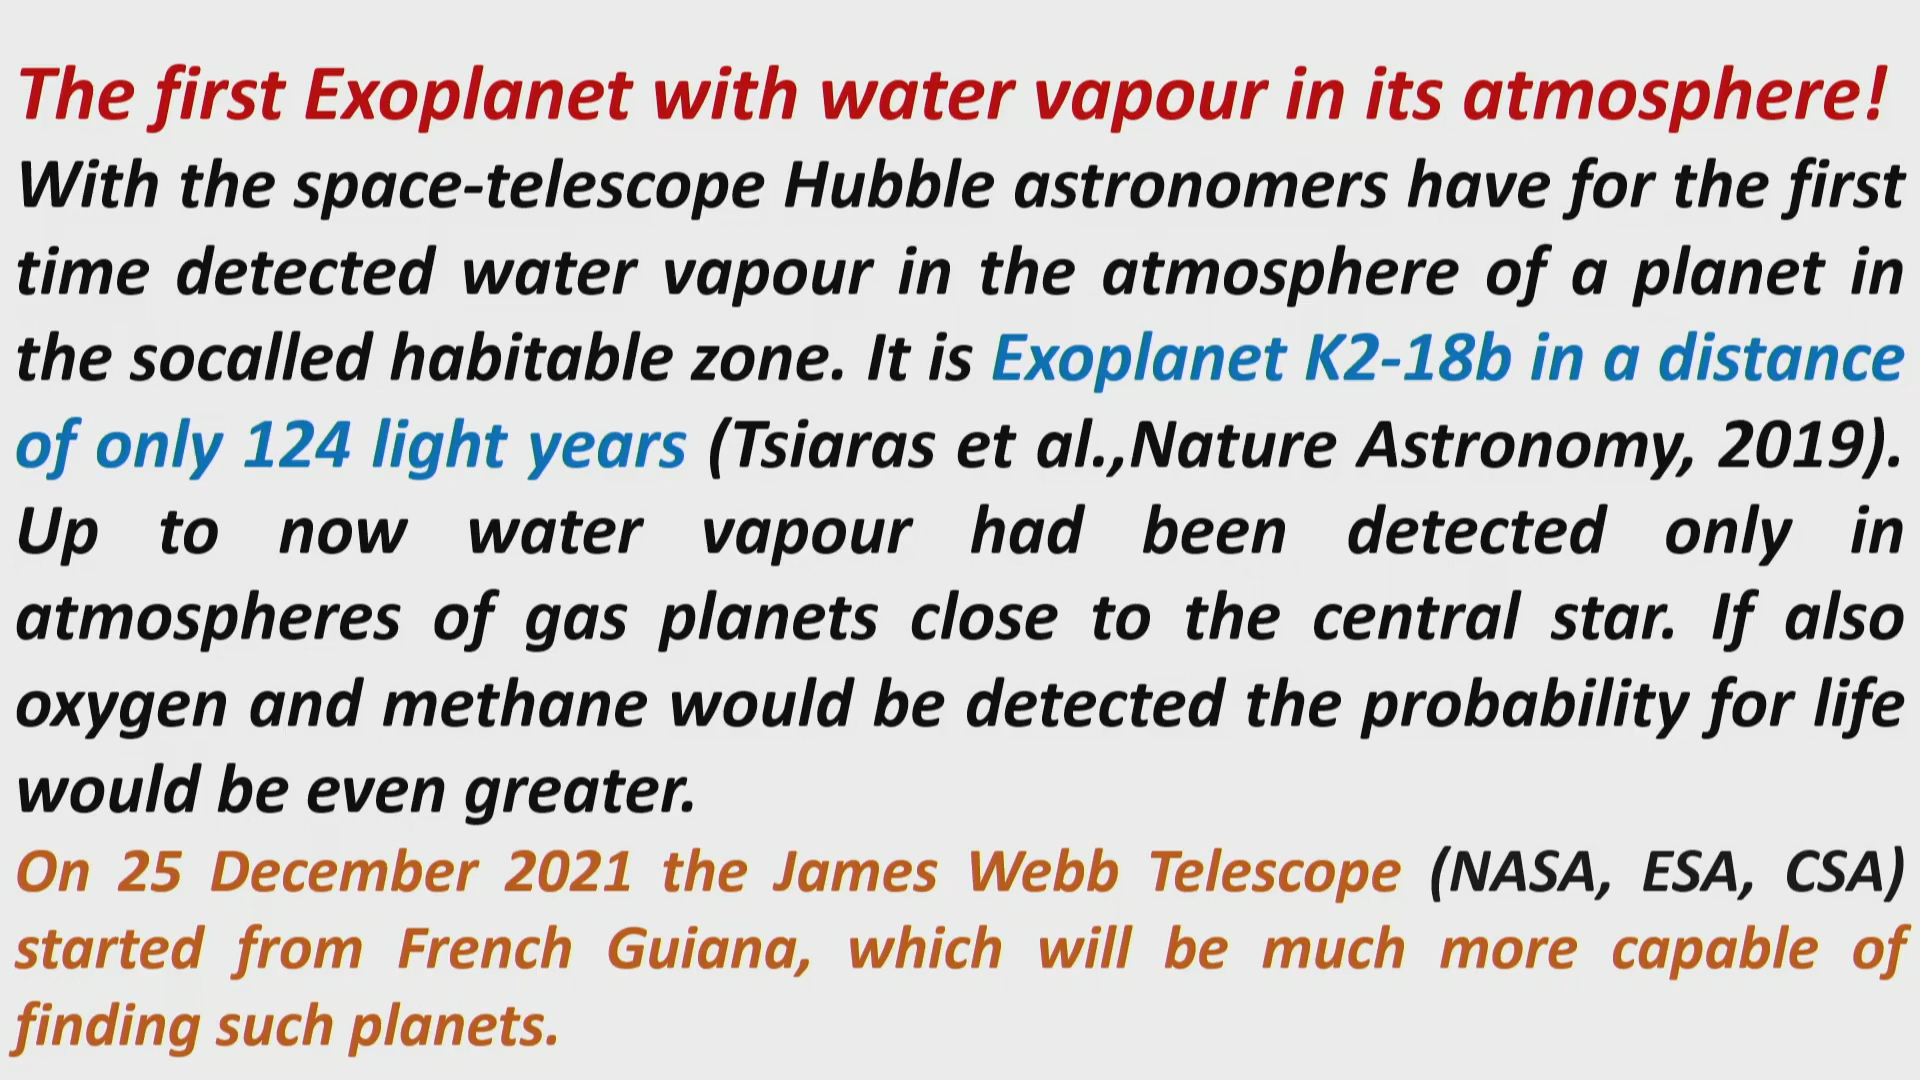 The first Exoplanet with water vapour in its atmosphere!
With the space-telescope Hubble astronomers have for the first
time detected water vapour in the atmosphere of a planet in
the socalled habitable zone. It is Exoplanet K2-18b in a distance
of only 124 light years (Tsiaras et al.,Nature Astronomy, 2019).
Up to now water vapour had been detected only in
atmospheres of gas planets close to the central star. If also
oxygen and methane would be detected the probability for life
would be even greater.
On 25 December 2021 the James Webb Telescope (NASA, ESA, CSA)
started from French Guiana, which will be much more capable of
finding such planets.